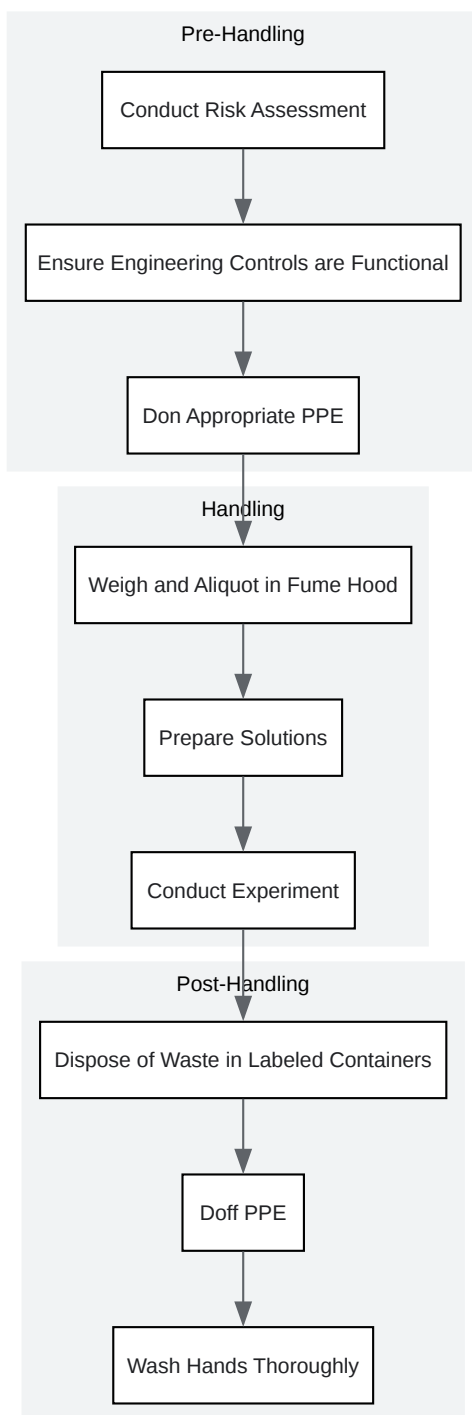 Pre-Handling
Conduct Risk Assessment
Ensure Engineering Controls are Functional
Don Appropriate PPE
Handling
Weigh and Aliquot in Fume Hood
Prepare Solutions
Conduct Experiment
Post-Handling
Dispose of Waste in Labeled Containers
Doff PPE
Wash Hands Thoroughly